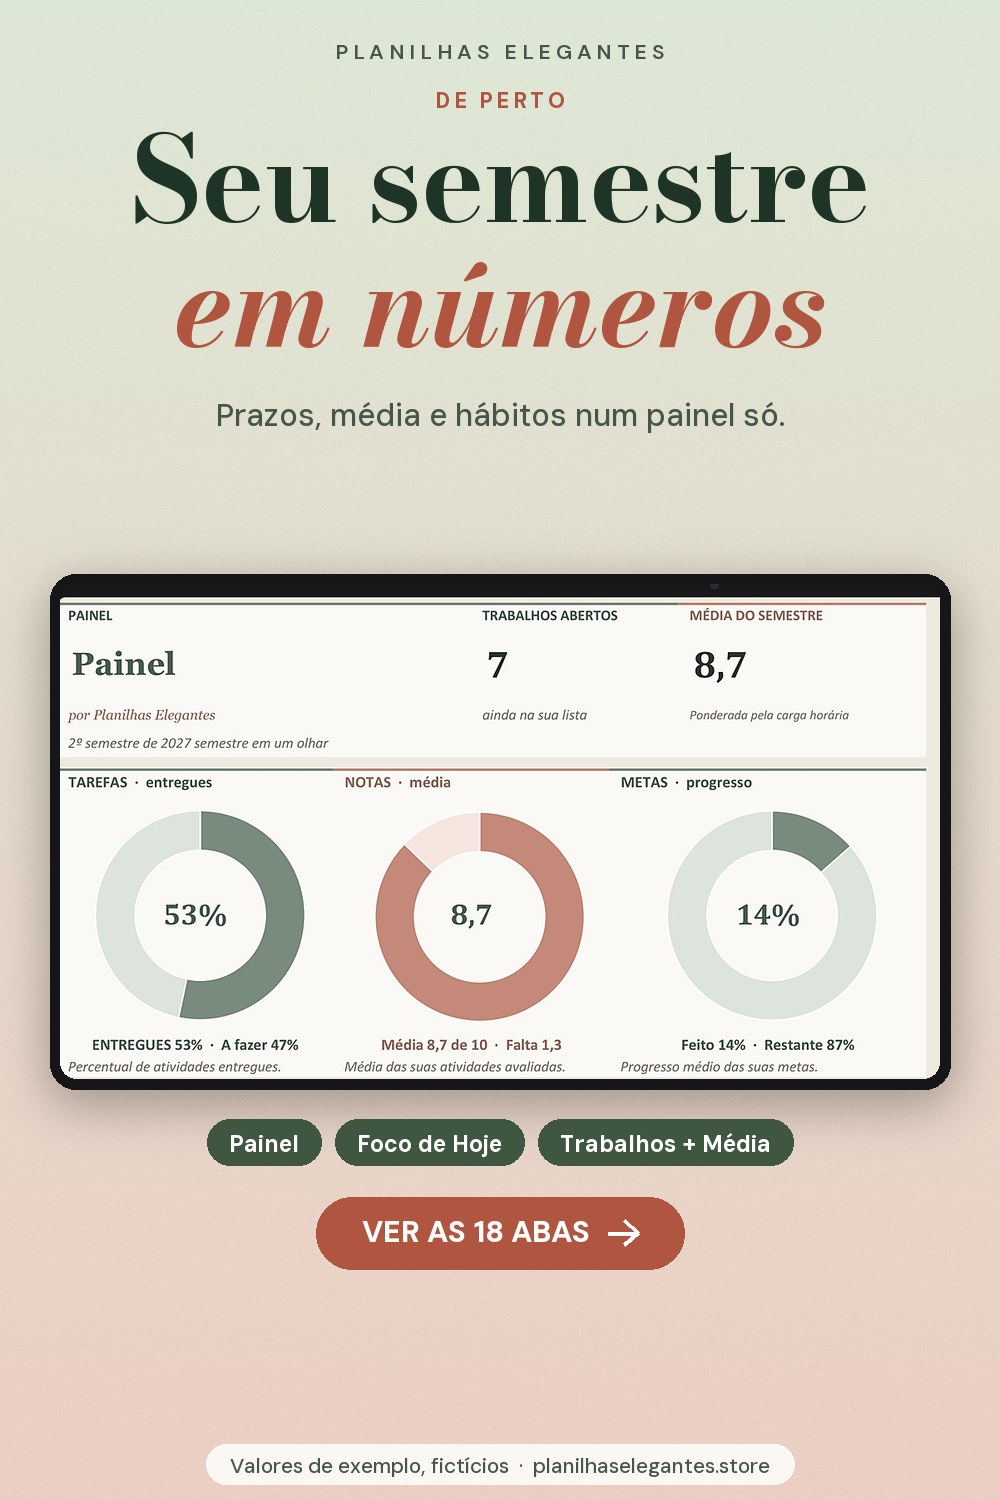 PLANILHAS ELEGANTES
DE PERTO
Seu semestre
em números
Prazos, média e hábitos num painel só.
PAINEL
Painel
por Planilhas Elegantes
2º semestre de 2027 semestre em um olhar
TRABALHOS ABERTOS
7
ainda na sua lista
MÉDIA DO SEMESTRE
8,7
Ponderada pela carga horária
TAREFAS · entregues
53%
ENTREGUES 53% · A fazer 47%
Percentual de atividades entregues.
NOTAS · média
8,7
Média 8,7 de 10 · Falta 1,3
Média das suas atividades avaliadas.
METAS · progresso
14%
Feito 14% · Restante 87%
Progresso médio das suas metas.
Painel
Foco de Hoje
Trabalhos + Média
VER AS 18 ABAS →
Valores de exemplo, fictícios · planilhaselegantes.store